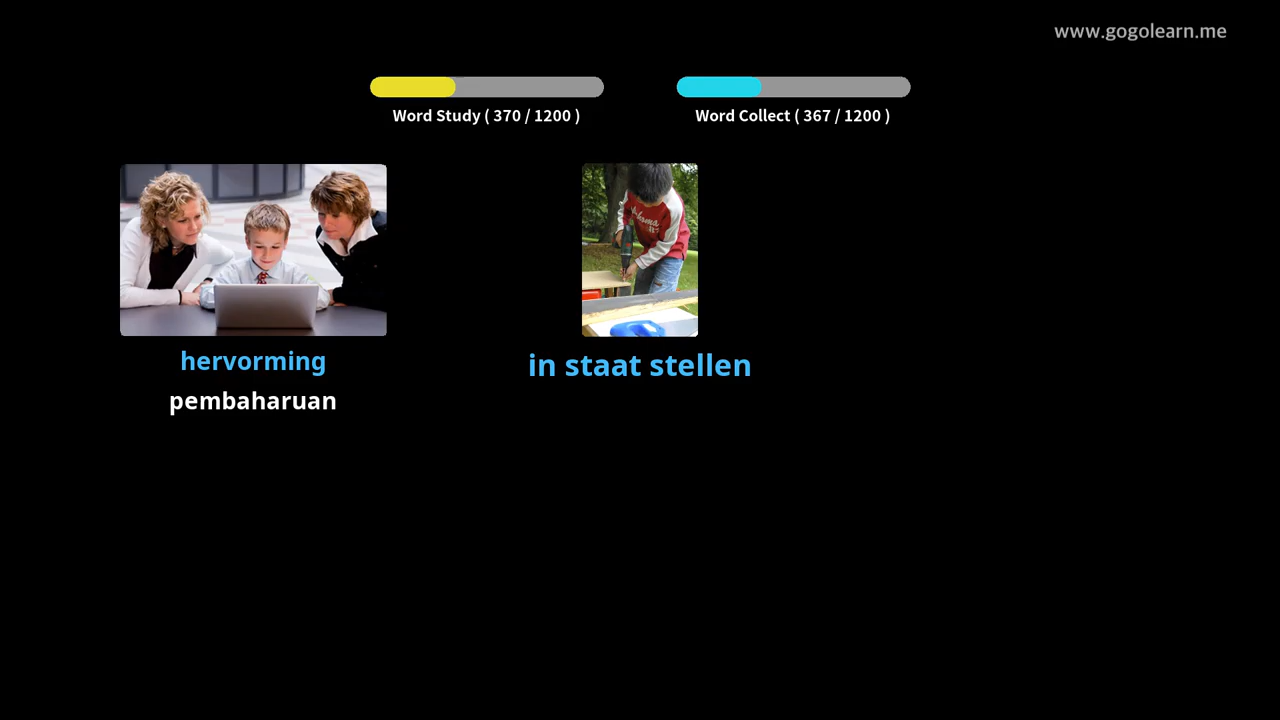 www.gogolearn.me
Word Study ( 370 / 1200 )
Word Collect ( 367 / 1200 )
hervorming
pembaharuan
in staat stellen